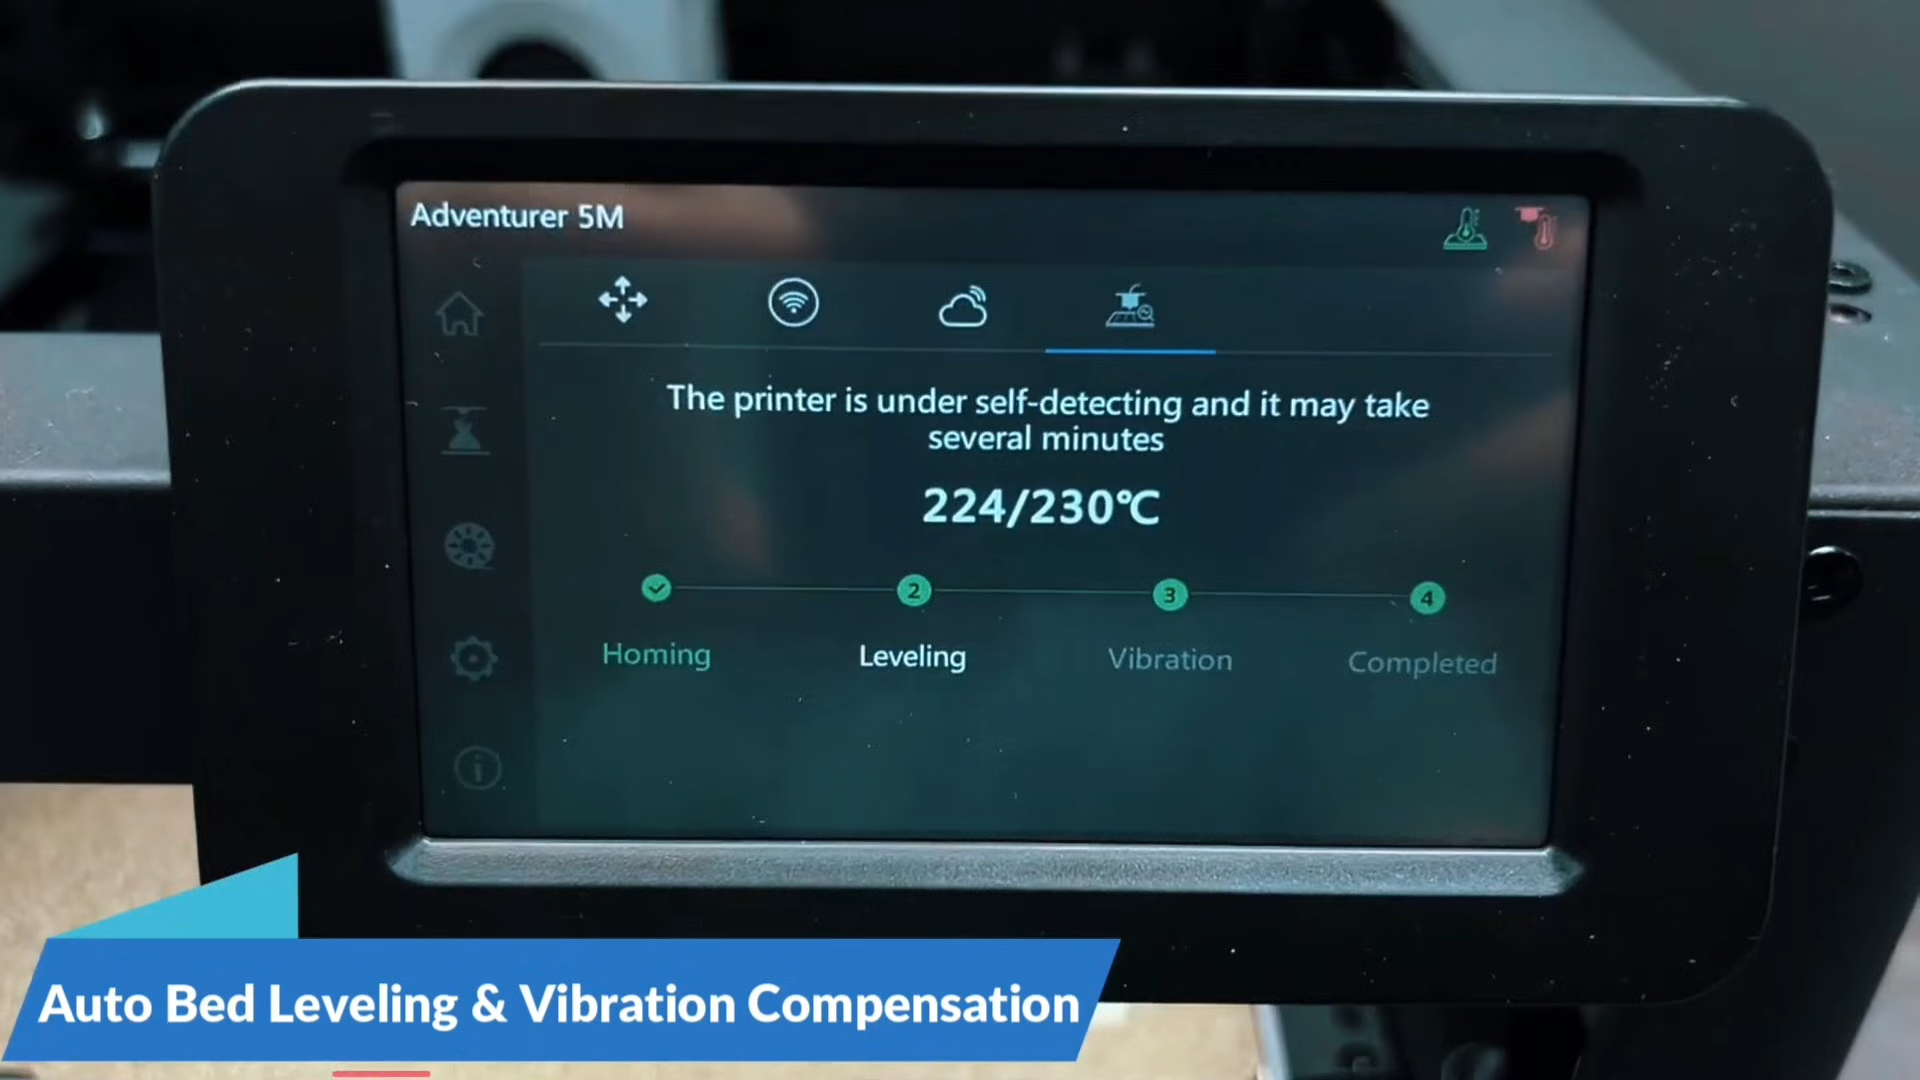 Adventurer 5M
The printer is under self-detecting and it may take
several minutes
224/230℃
2
3
4
Homing
Leveling
Vibration
Completed
Auto Bed Leveling & Vibration Compensation